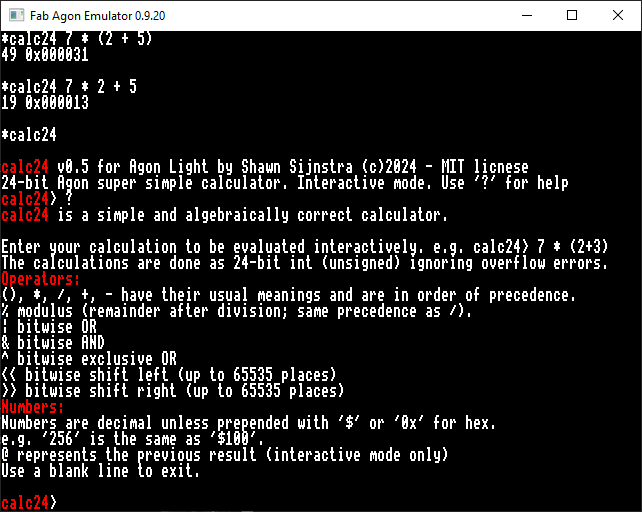 Fab Agon Emulator 0.9.20
*calc24 7 * (2 + 5)
49 0x000031
*calc24 7 * 2 + 5
19 0x000013
*calc24
calc24 v0.5 for Agon Light by Shawn Sijnstra (c)2024 - MIT licnese
24-bit Agon super simple calculator. Interactive mode. Use '?' for help
calc24> ?
calc24 is a simple and algebraically correct calculator.
Enter your calculation to be evaluated interactively. e.g. calc24> 7 * (2+3)
The calculations are done as 24-bit int (unsigned) ignoring overflow errors.
Operators:
(), *, /, +, - have their usual meanings and are in order of precedence.
% modulus (remainder after division; same precedence as /).
¦ bitwise OR
& bitwise AND
^ bitwise exclusive OR
<< bitwise shift left (up to 65535 places)
>> bitwise shift right (up to 65535 places)
Numbers:
Numbers are decimal unless prepended with '$' or '0x' for hex.
e.g. '256' is the same as '$100'.
@ represents the previous result (interactive mode only)
Use a blank line to exit.
calc24>